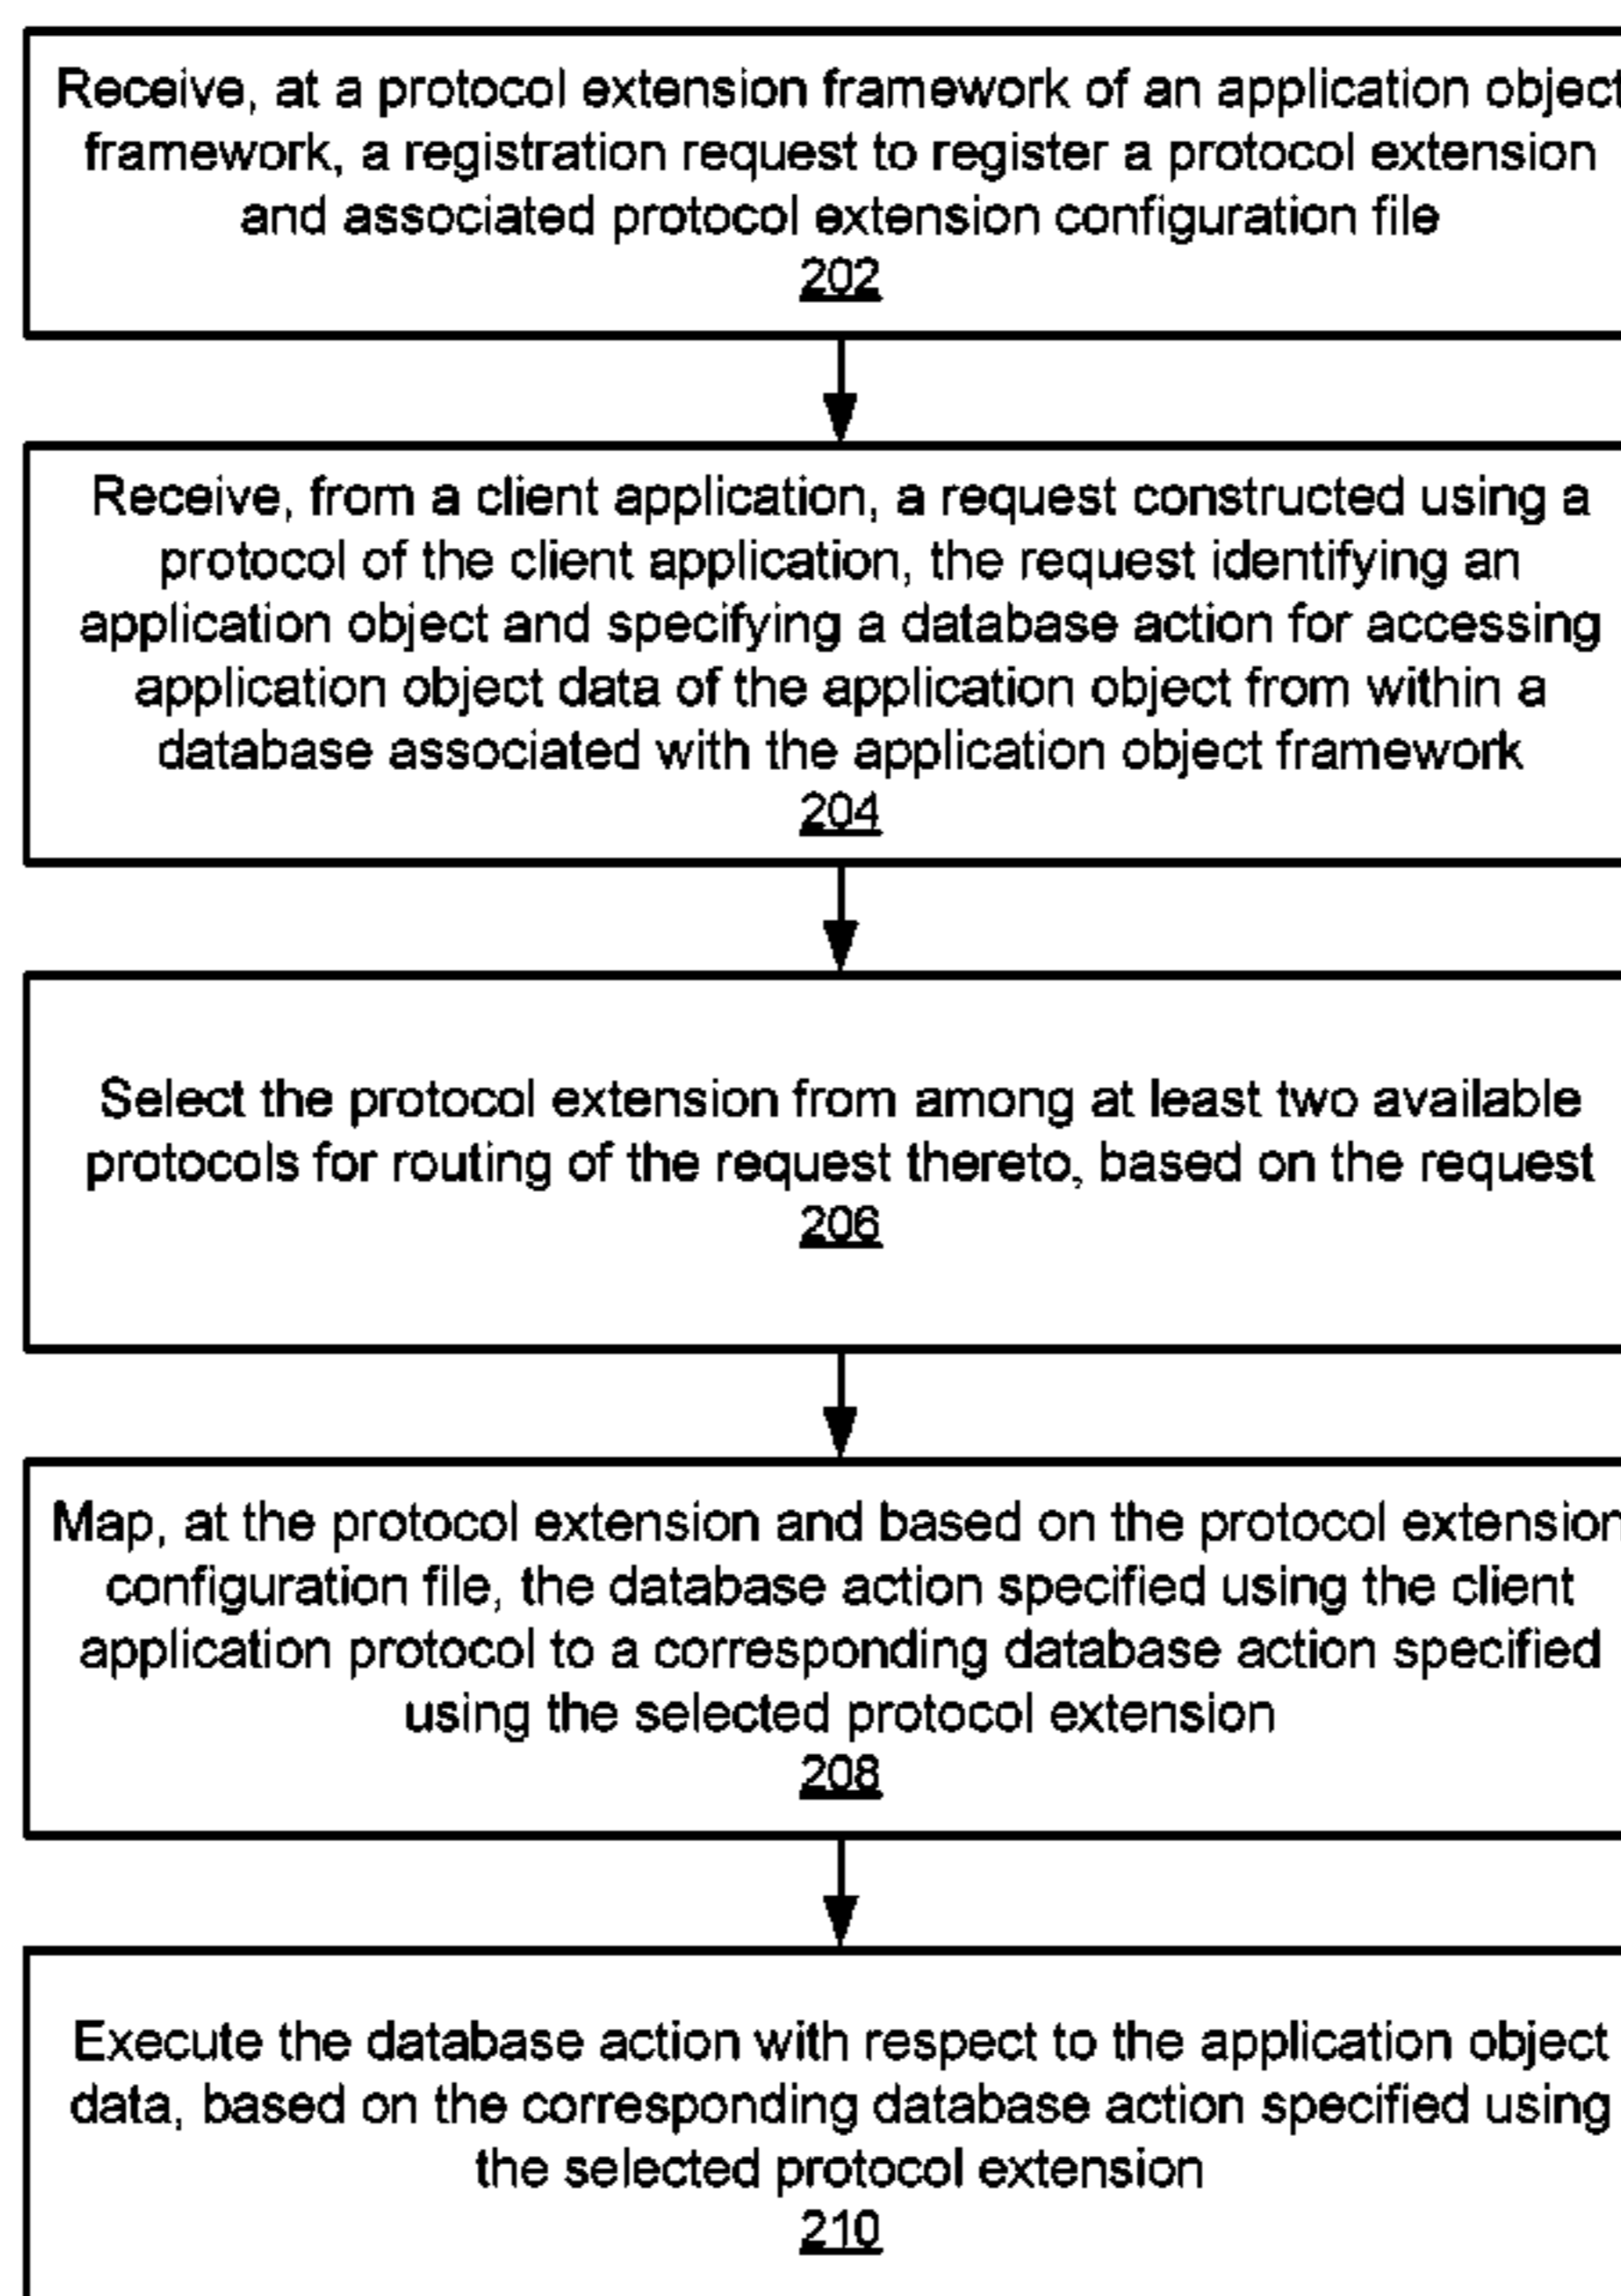 Receive, at a protocol extension framework of an application object
framework, a registration request to register a protocol extension
and associated protocol extension configuration file
202
Receive, from a client application, a request constructed using a
protocol of the client application, the request identifying an
application object and specifying a database action for accessing
application object data of the application object from within a
database associated with the application object framework
204
Select the protocol extension from among at least two available
protocols for routing of the request thereto, based on the request
206
Map, at the protocol extension and based on the protocol extension
configuration file, the database action specified using the client
application protocol to a corresponding database action specified
using the selected protocol extension
208
Execute the database action with respect to the application object
data, based on the corresponding database action specified using
the selected protocol extension
210